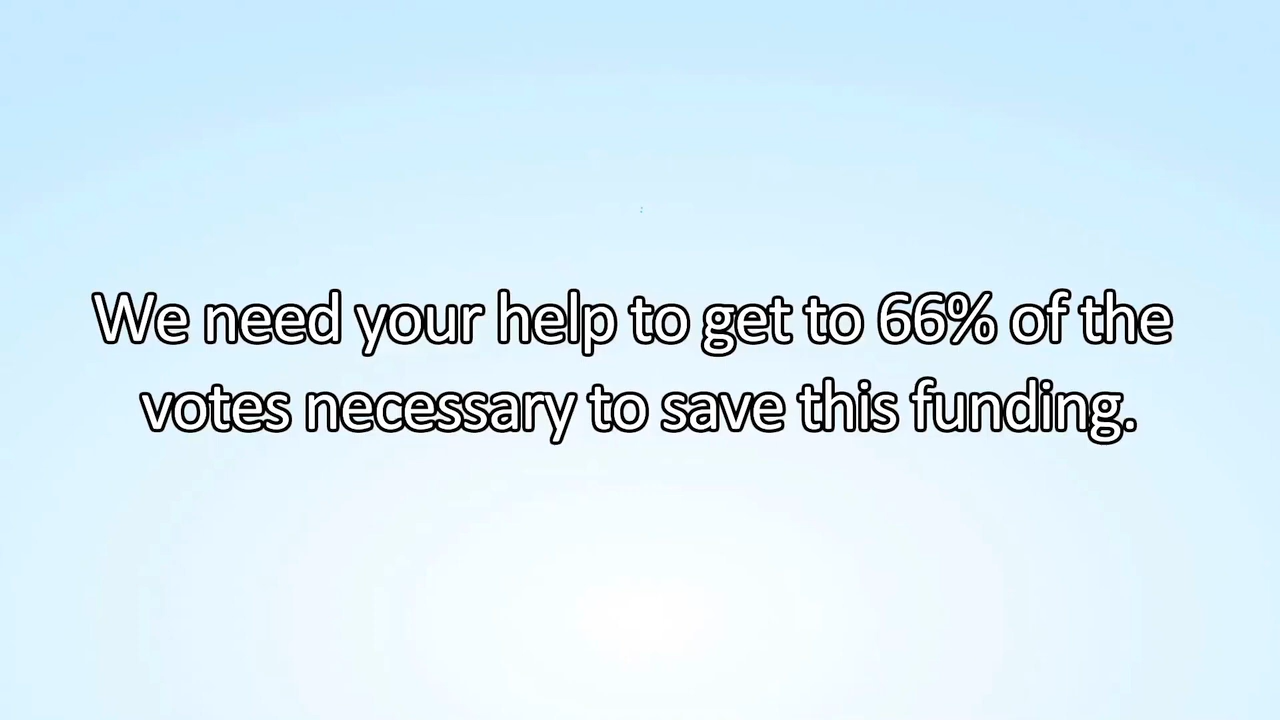 We need your help to get to 66% of the
votes necessary to save this funding.